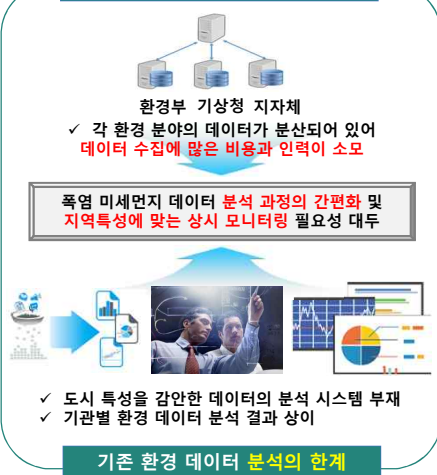 환경부 기상청 지자체
✓ 각 환경 분야의 데이터가 분산되어 있어
데이터 수집에 많은 비용과 인력이 소모
폭염 미세먼지 데이터 분석 과정의 간편화 및
지역특성에 맞는 상시 모니터링 필요성 대두
✓ 도시 특성을 감안한 데이터의 분석 시스템 부재
✓ 기관별 환경 데이터 분석 결과 상이
기존 환경 데이터 분석의 한계